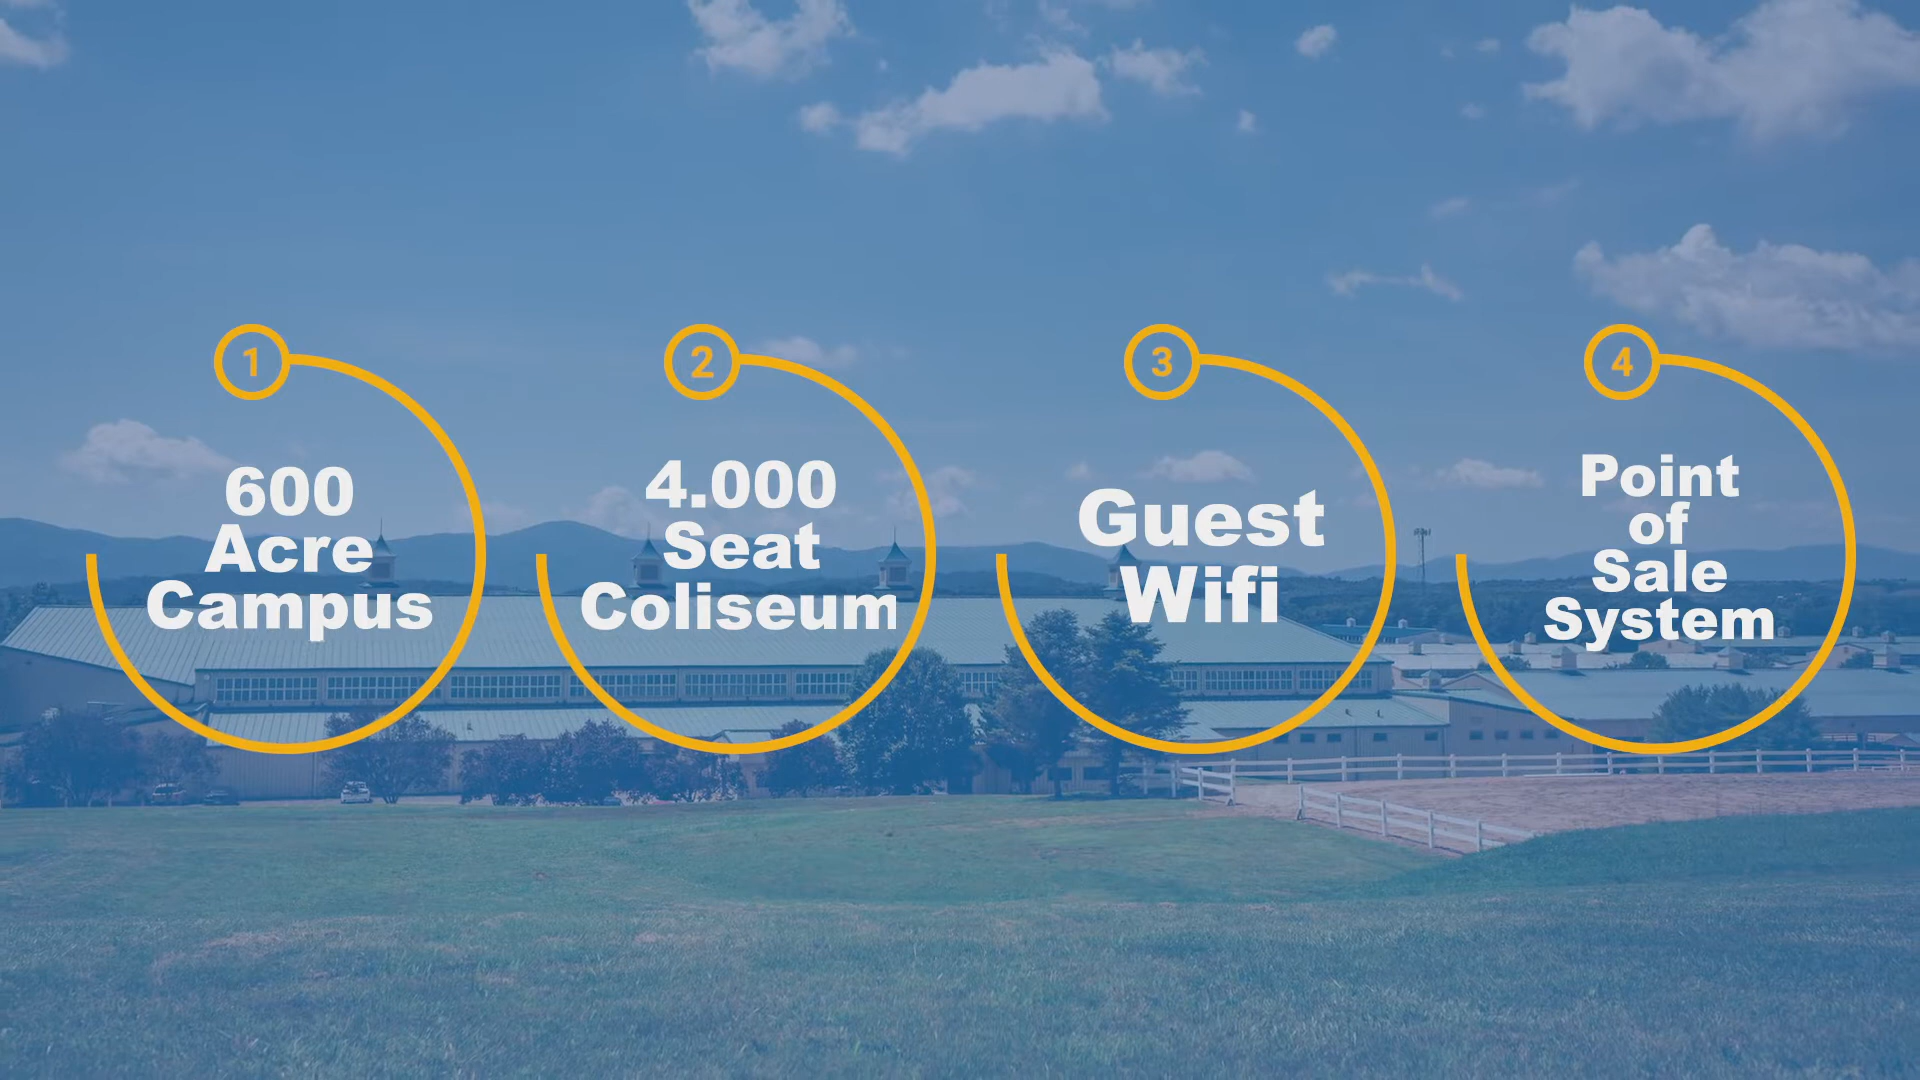 1
600
Acre
Campus
2
4.000
Seat
Coliseum
3
Guest
Wifi
4
Point
of
Sale
System